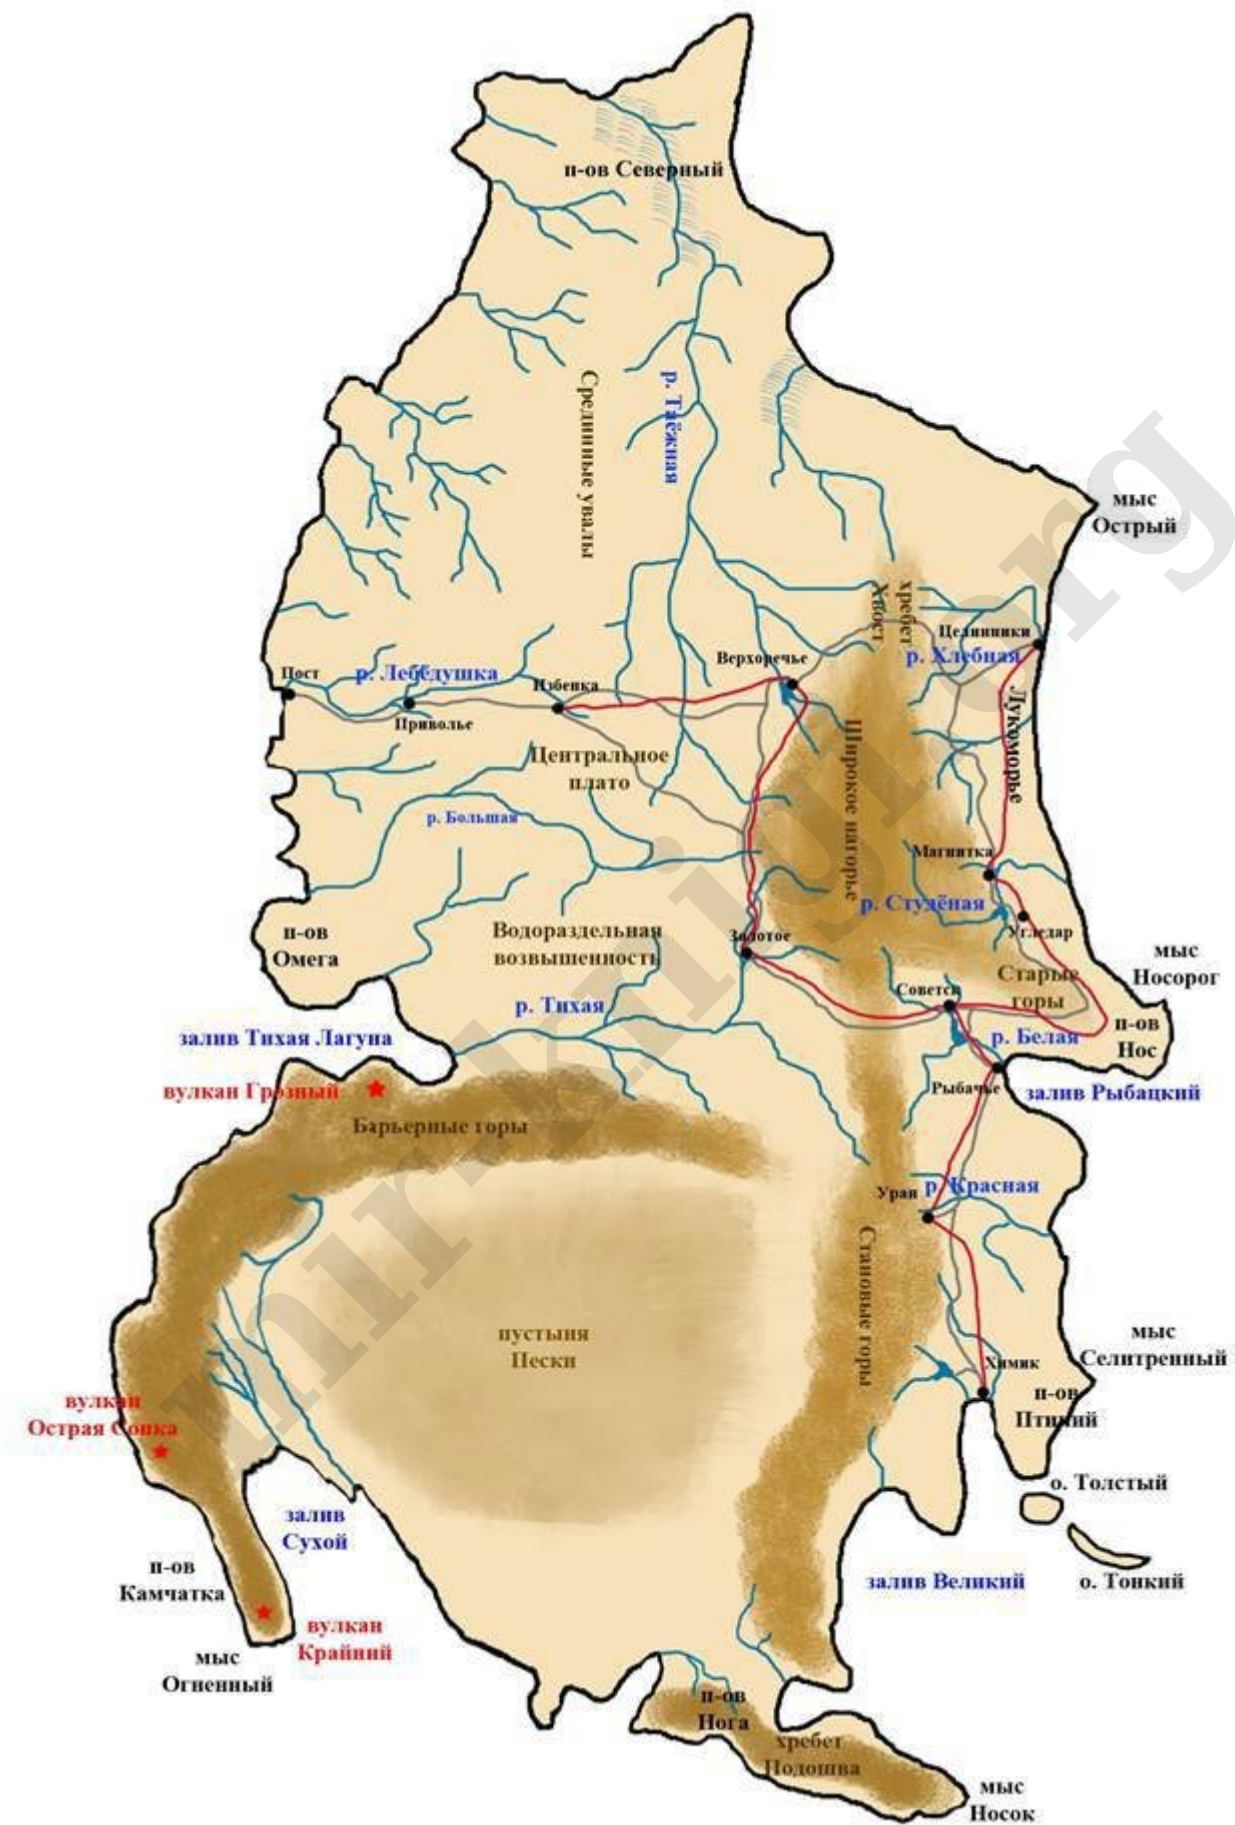 п-ов Северный
Срединные увалы
р. Таёжная
мыс
Острый
хребет
Хвост
Целинники
р. Хлебная
Верхоречье
Пост
р. Лебёдушка
Избенка
Приволье
Лукоморье
Широкое нагорье
Центральное
плато
р. Большая
Магнитка
р. Студёная
Угледар
п-ов
Омега
Водораздельная
возвышенность
Золотое
мыс
Носорог
Старые
горы
Советск
р. Тихая
п-ов
Нос
р. Белая
залив Тихая Лагуна
вулкан Грозный
Рыбачье
залив Рыбацкий
Барьерные горы
Уран
р. Красная
Становые горы
пустыня
Пески
мыс
Селитренный
Химик
п-ов
Птичий
вулкан
Острая Сопка
о. Толстый
залив
Сухой
п-ов
Камчатка
залив Великий
о. Тонкий
вулкан
Крайний
мыс
Огненный
п-ов
Нога
хребет
Подошва
мыс
Носок
mir-knigi.org